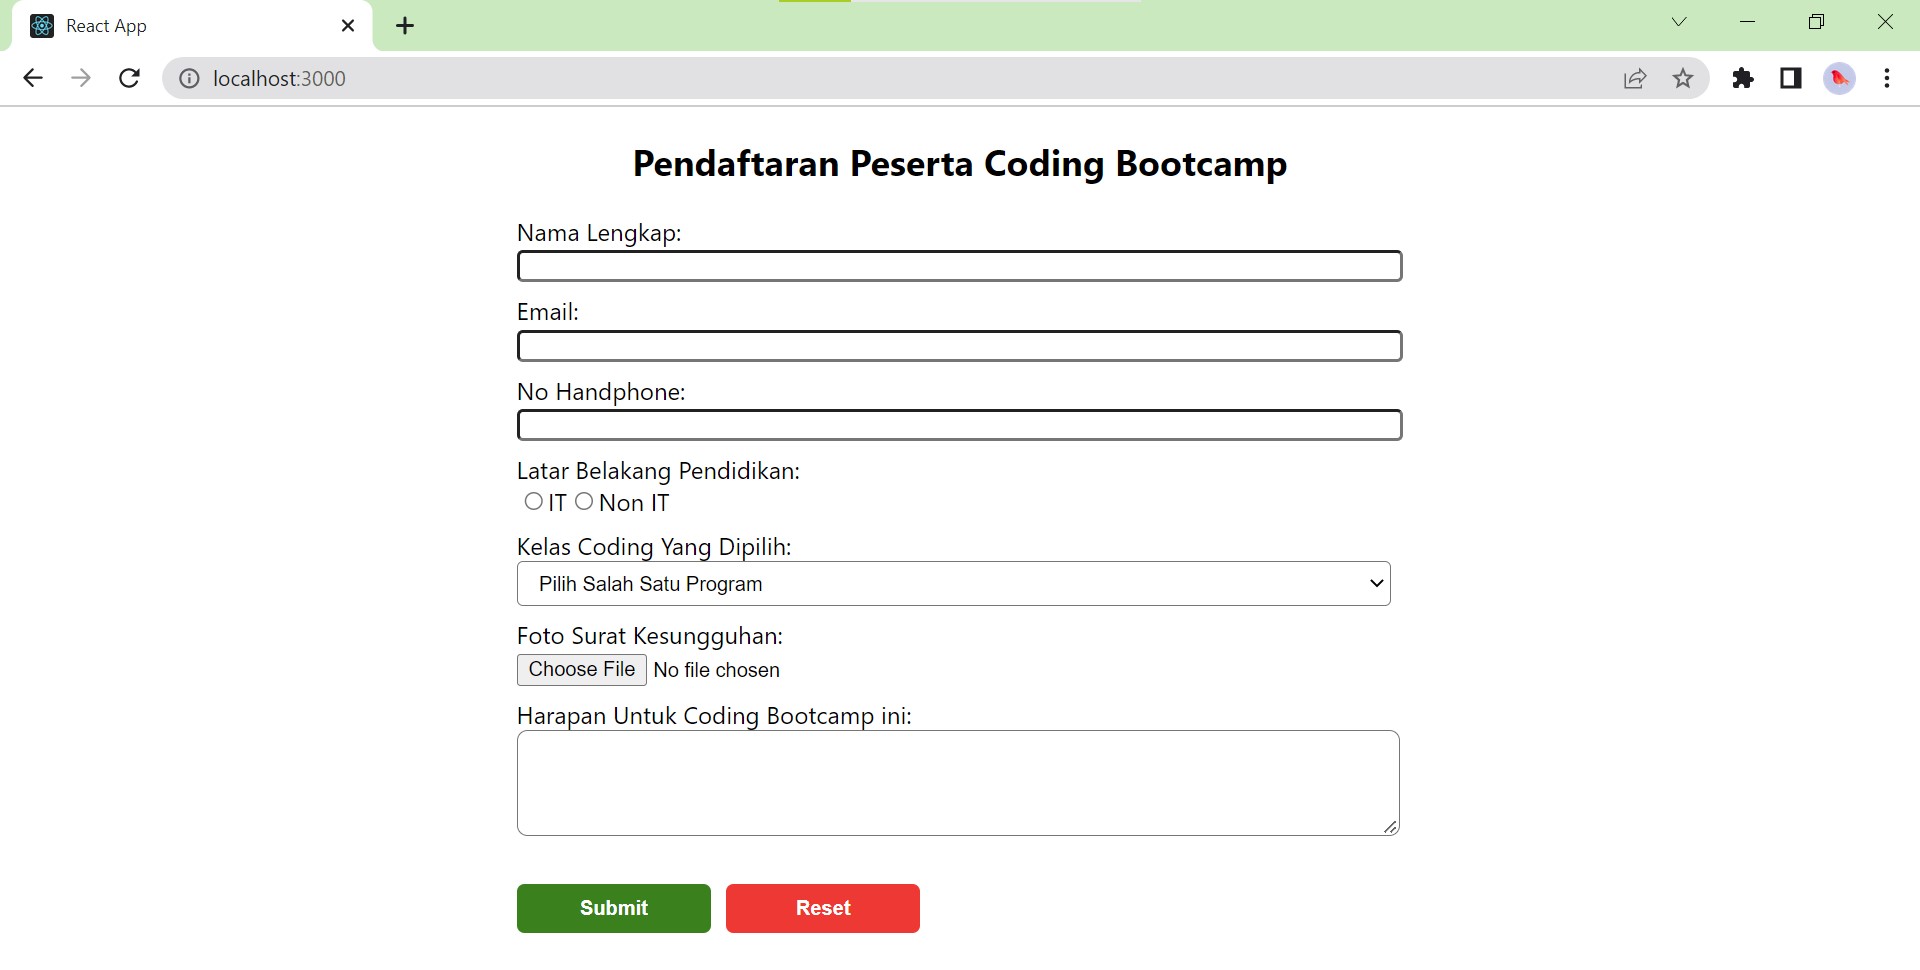 React App
localhost:3000
Pendaftaran Peserta Coding Bootcamp
Nama Lengkap:
Email:
No Handphone:
Latar Belakang Pendidikan:
IT Non IT
Kelas Coding Yang Dipilih:
Pilih Salah Satu Program
Foto Surat Kesungguhan:
Choose File No file chosen
Harapan Untuk Coding Bootcamp ini:
Submit Reset